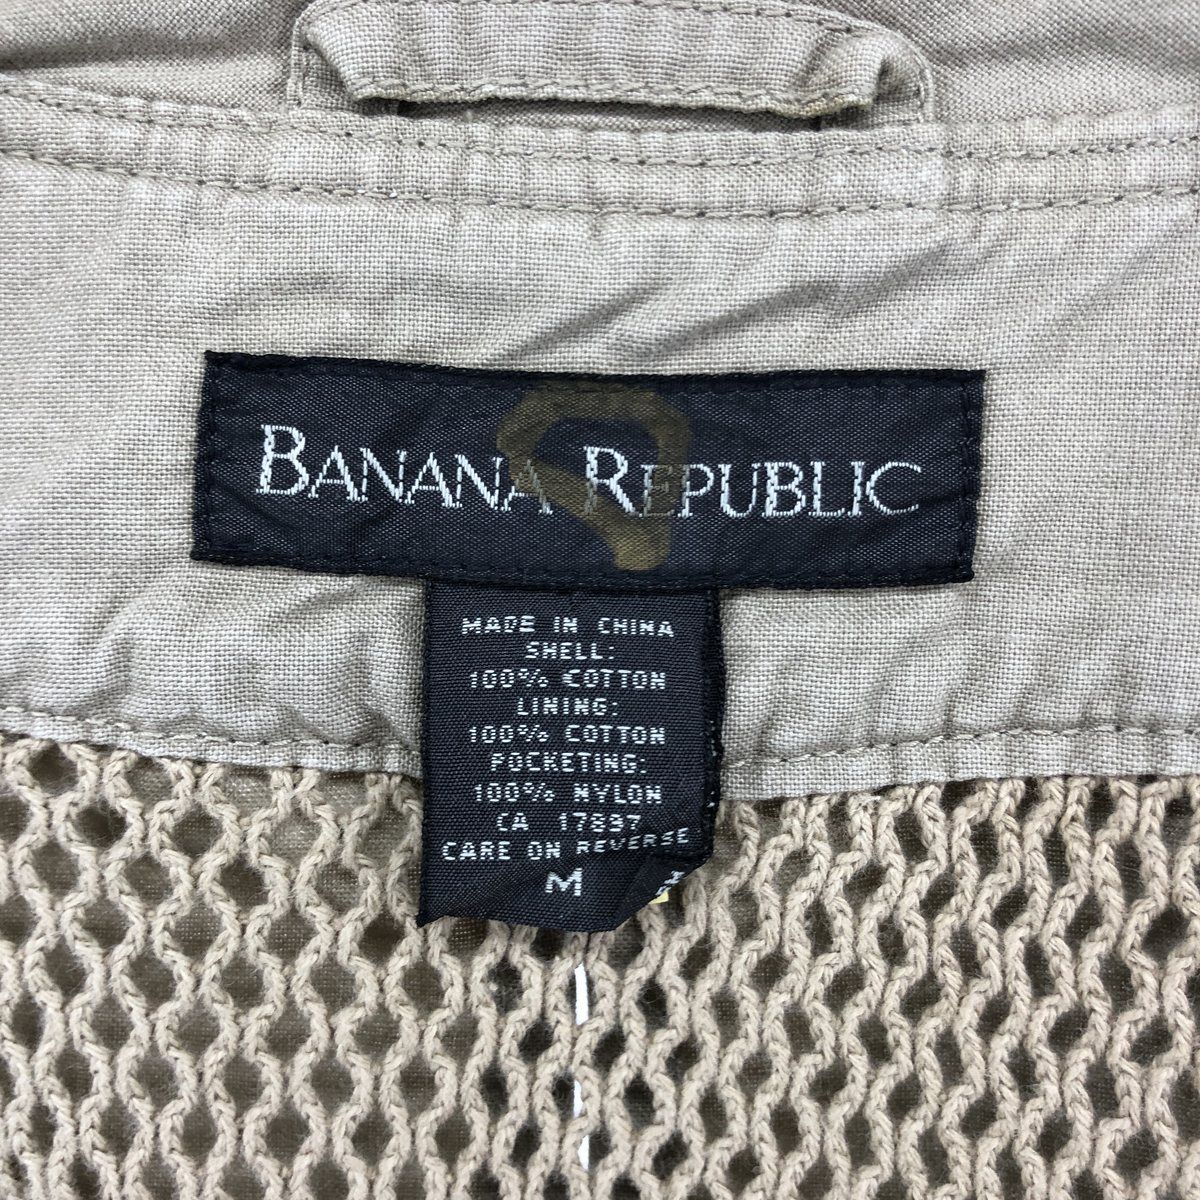 BANANA REPUBLIC
MADE IN CHINA
SHELL:
100% COTTON
LINING:
100% COTTON
POCKETING:
100% NYLON
CA 17897
CARE ON REVERSE
M